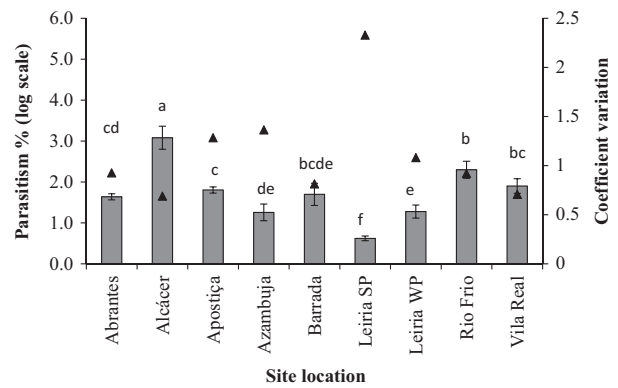 Parasitism % (log scale)
6.0
5.0
4.0
3.0
2.0
1.0
0.0
cd
a
c
de
bcde
f
e
b
bc
2.5
2
1.5
1
0.5
0
Coefficient variation
Abrantes
Alcácer
Apostiça
Azambuja
Barrada
Leiria SP
Leiria WP
Rio Frio
Vila Real
Site location